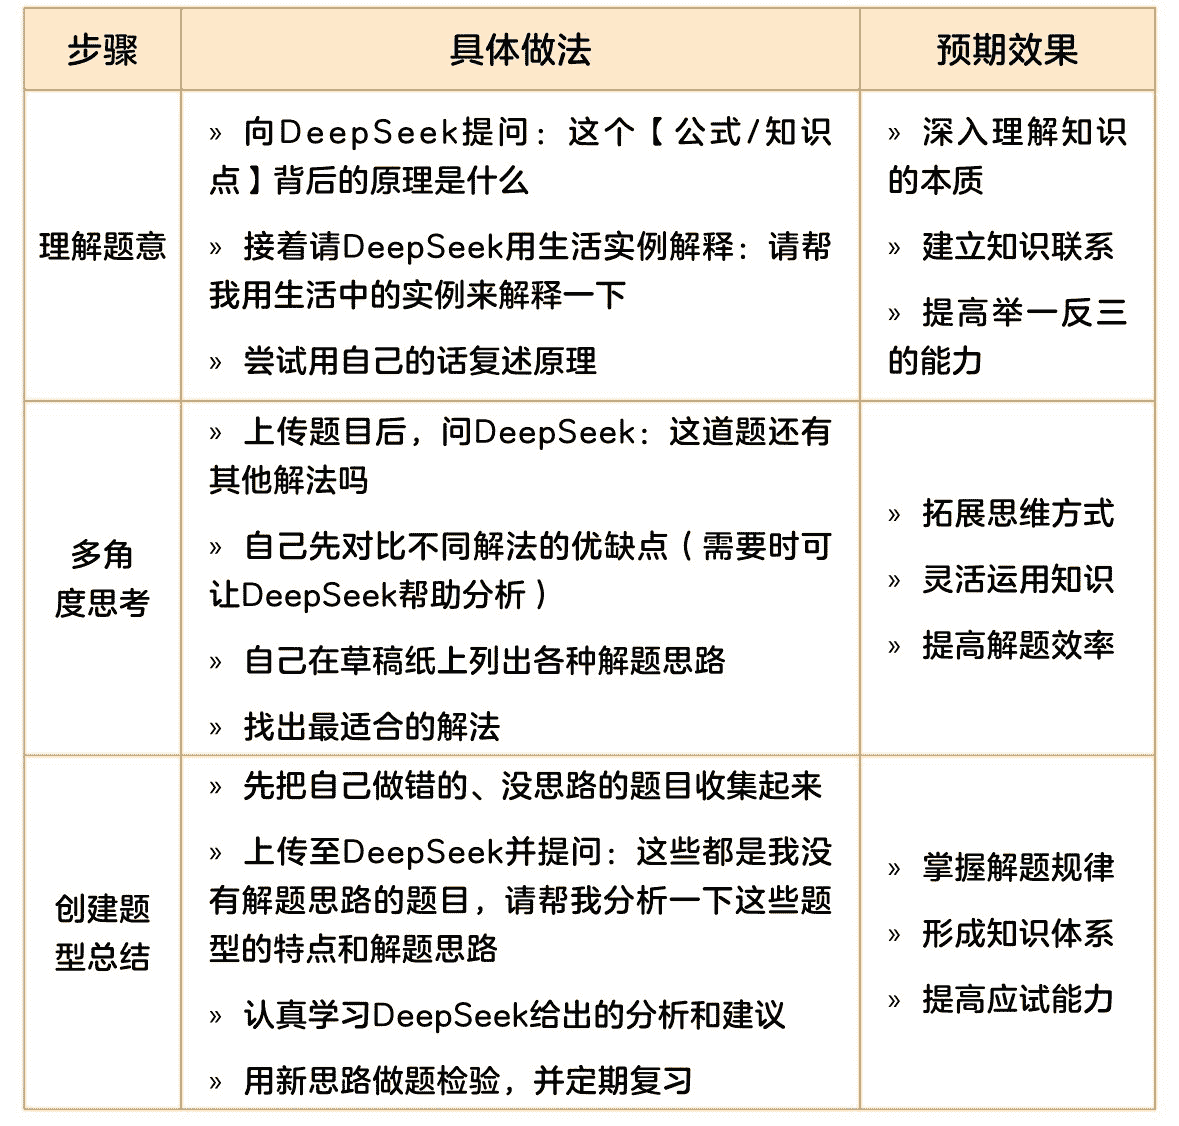 步骤
具体做法
预期效果
理解题意
» 向DeepSeek提问：这个【公式/知识
点】背后的原理是什么
» 接着请DeepSeek用生活实例解释：请帮
我用生活中的实例来解释一下
» 尝试用自己的话复述原理
» 深入理解知识
的本质
» 建立知识联系
» 提高举一反三
的能力
多角
度思考
» 上传题目后，问DeepSeek：这道题还有
其他解法吗
» 自己先对比不同解法的优缺点（需要时可
让DeepSeek帮助分析）
» 自己在草稿纸上列出各种解题思路
» 找出最适合的解法
» 拓展思维方式
» 灵活运用知识
» 提高解题效率
创建题
型总结
» 先把自己做错的、没思路的题目收集起来
» 上传至DeepSeek并提问：这些都是我没
有解题思路的题目，请帮我分析一下这些题
型的特点和解题思路
» 认真学习DeepSeek给出的分析和建议
» 用新思路做题检验，并定期复习
» 掌握解题规律
» 形成知识体系
» 提高应试能力